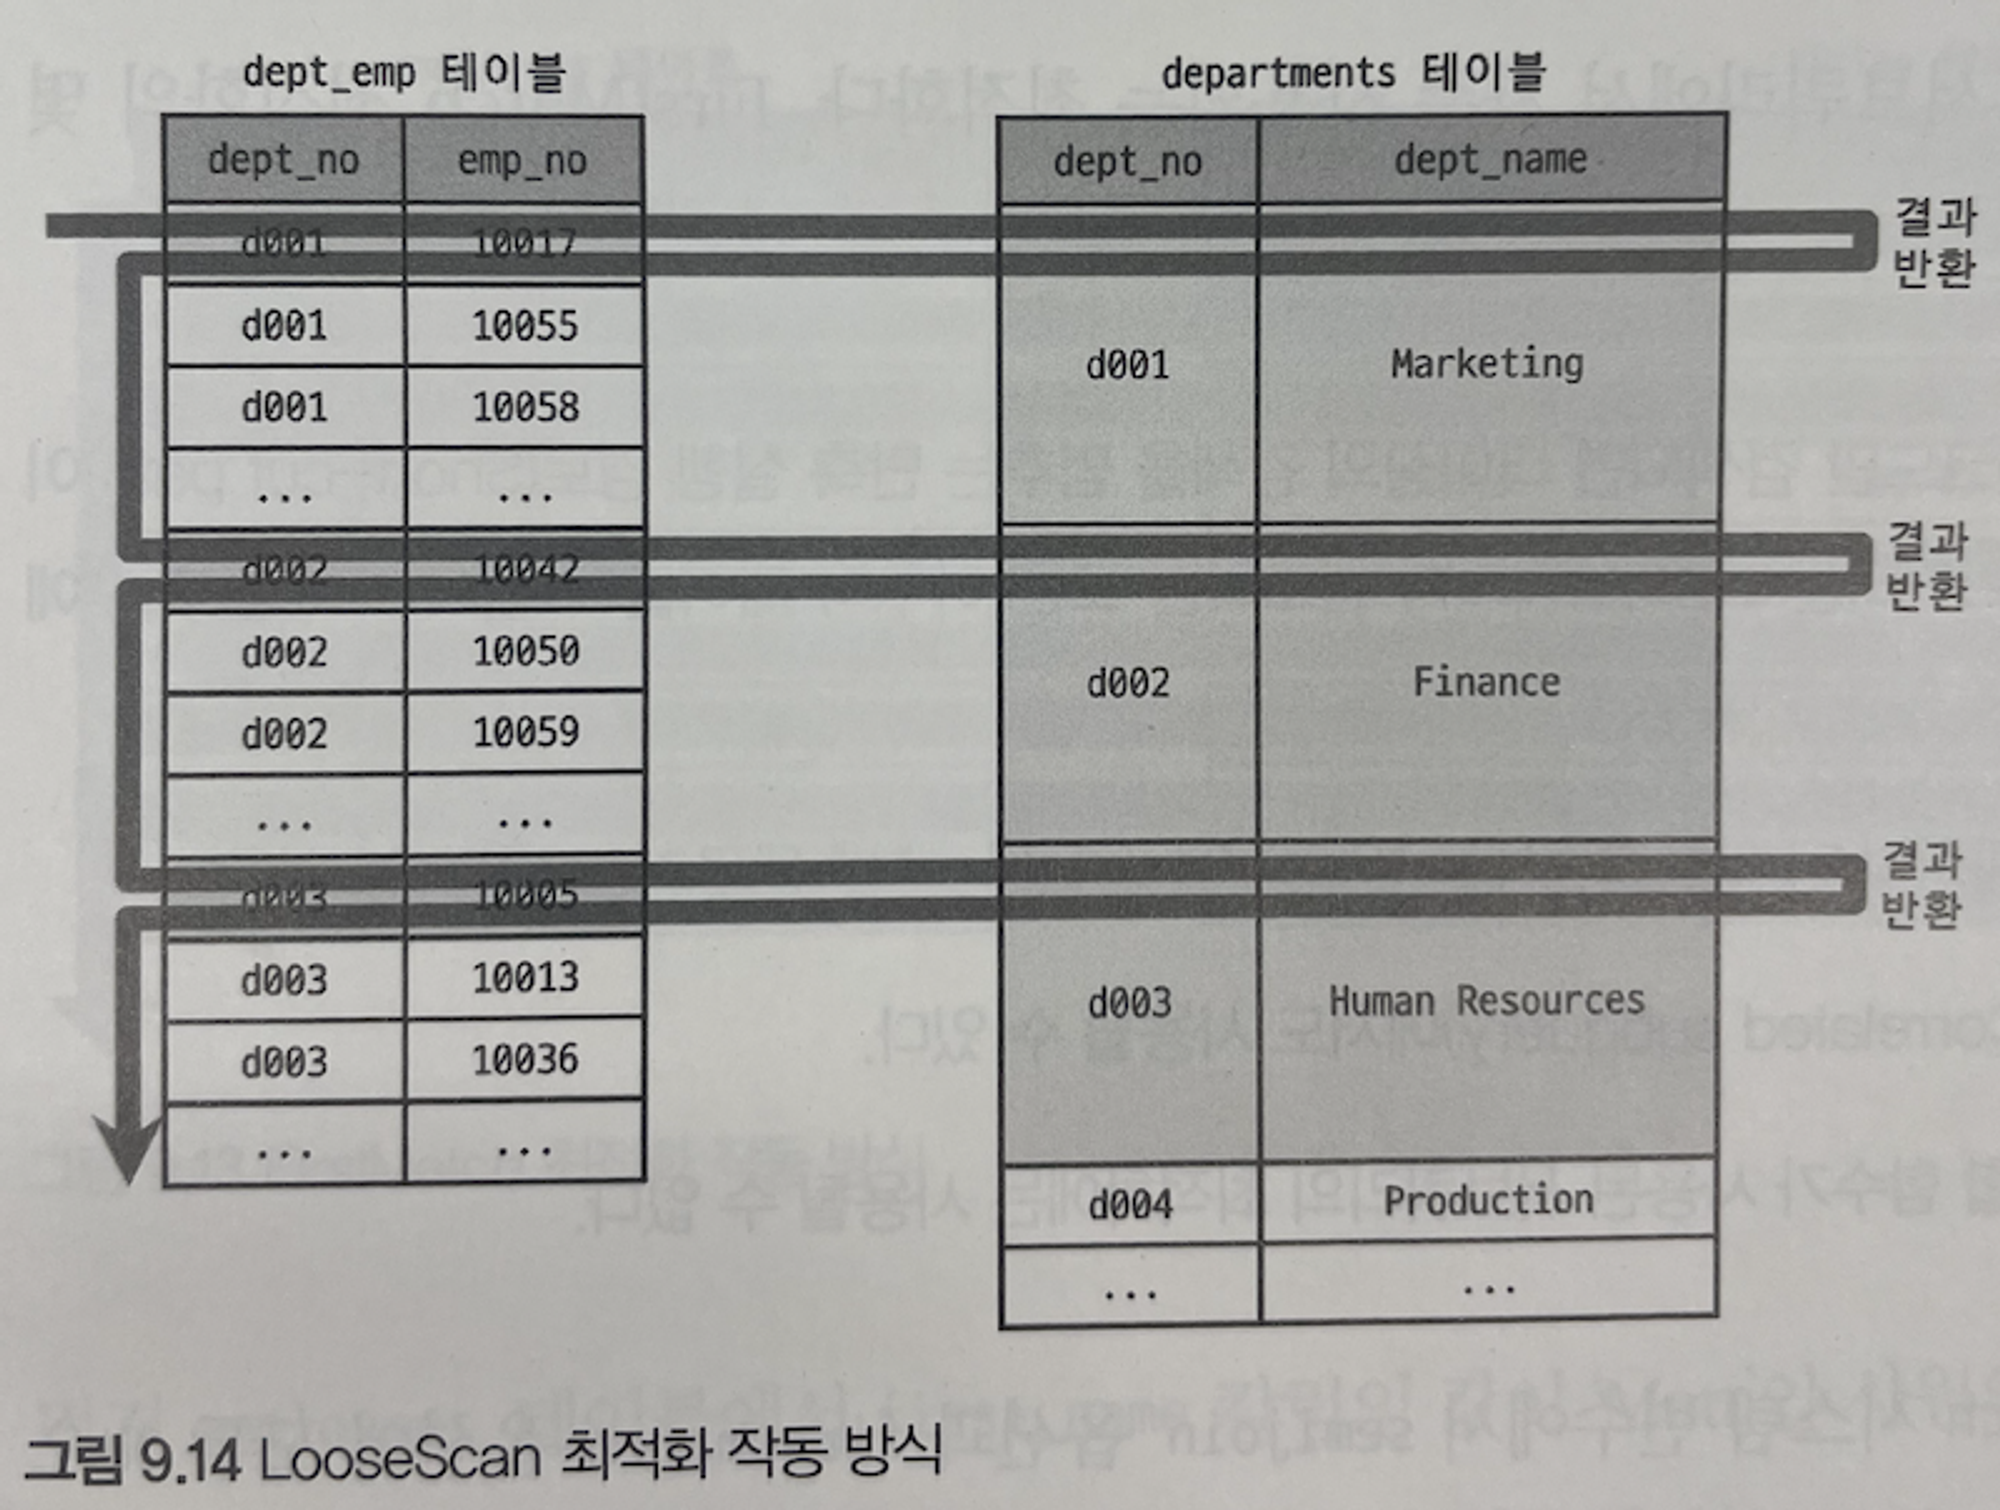 dept_emp 테이블
dept_no emp_no
d001 10017
d001 10055
d001 10058
... ...
d002 10042
d002 10050
d002 10059
... ...
d003 10005
d003 10013
d003 10036
... ...
departments 테이블
dept_no dept_name
d001 Marketing
d002 Finance
d003 Human Resources
d004 Production
... ...
결과
반환
결과
반환
결과
반환
그림 9.14 LooseScan 최적화 작동 방식